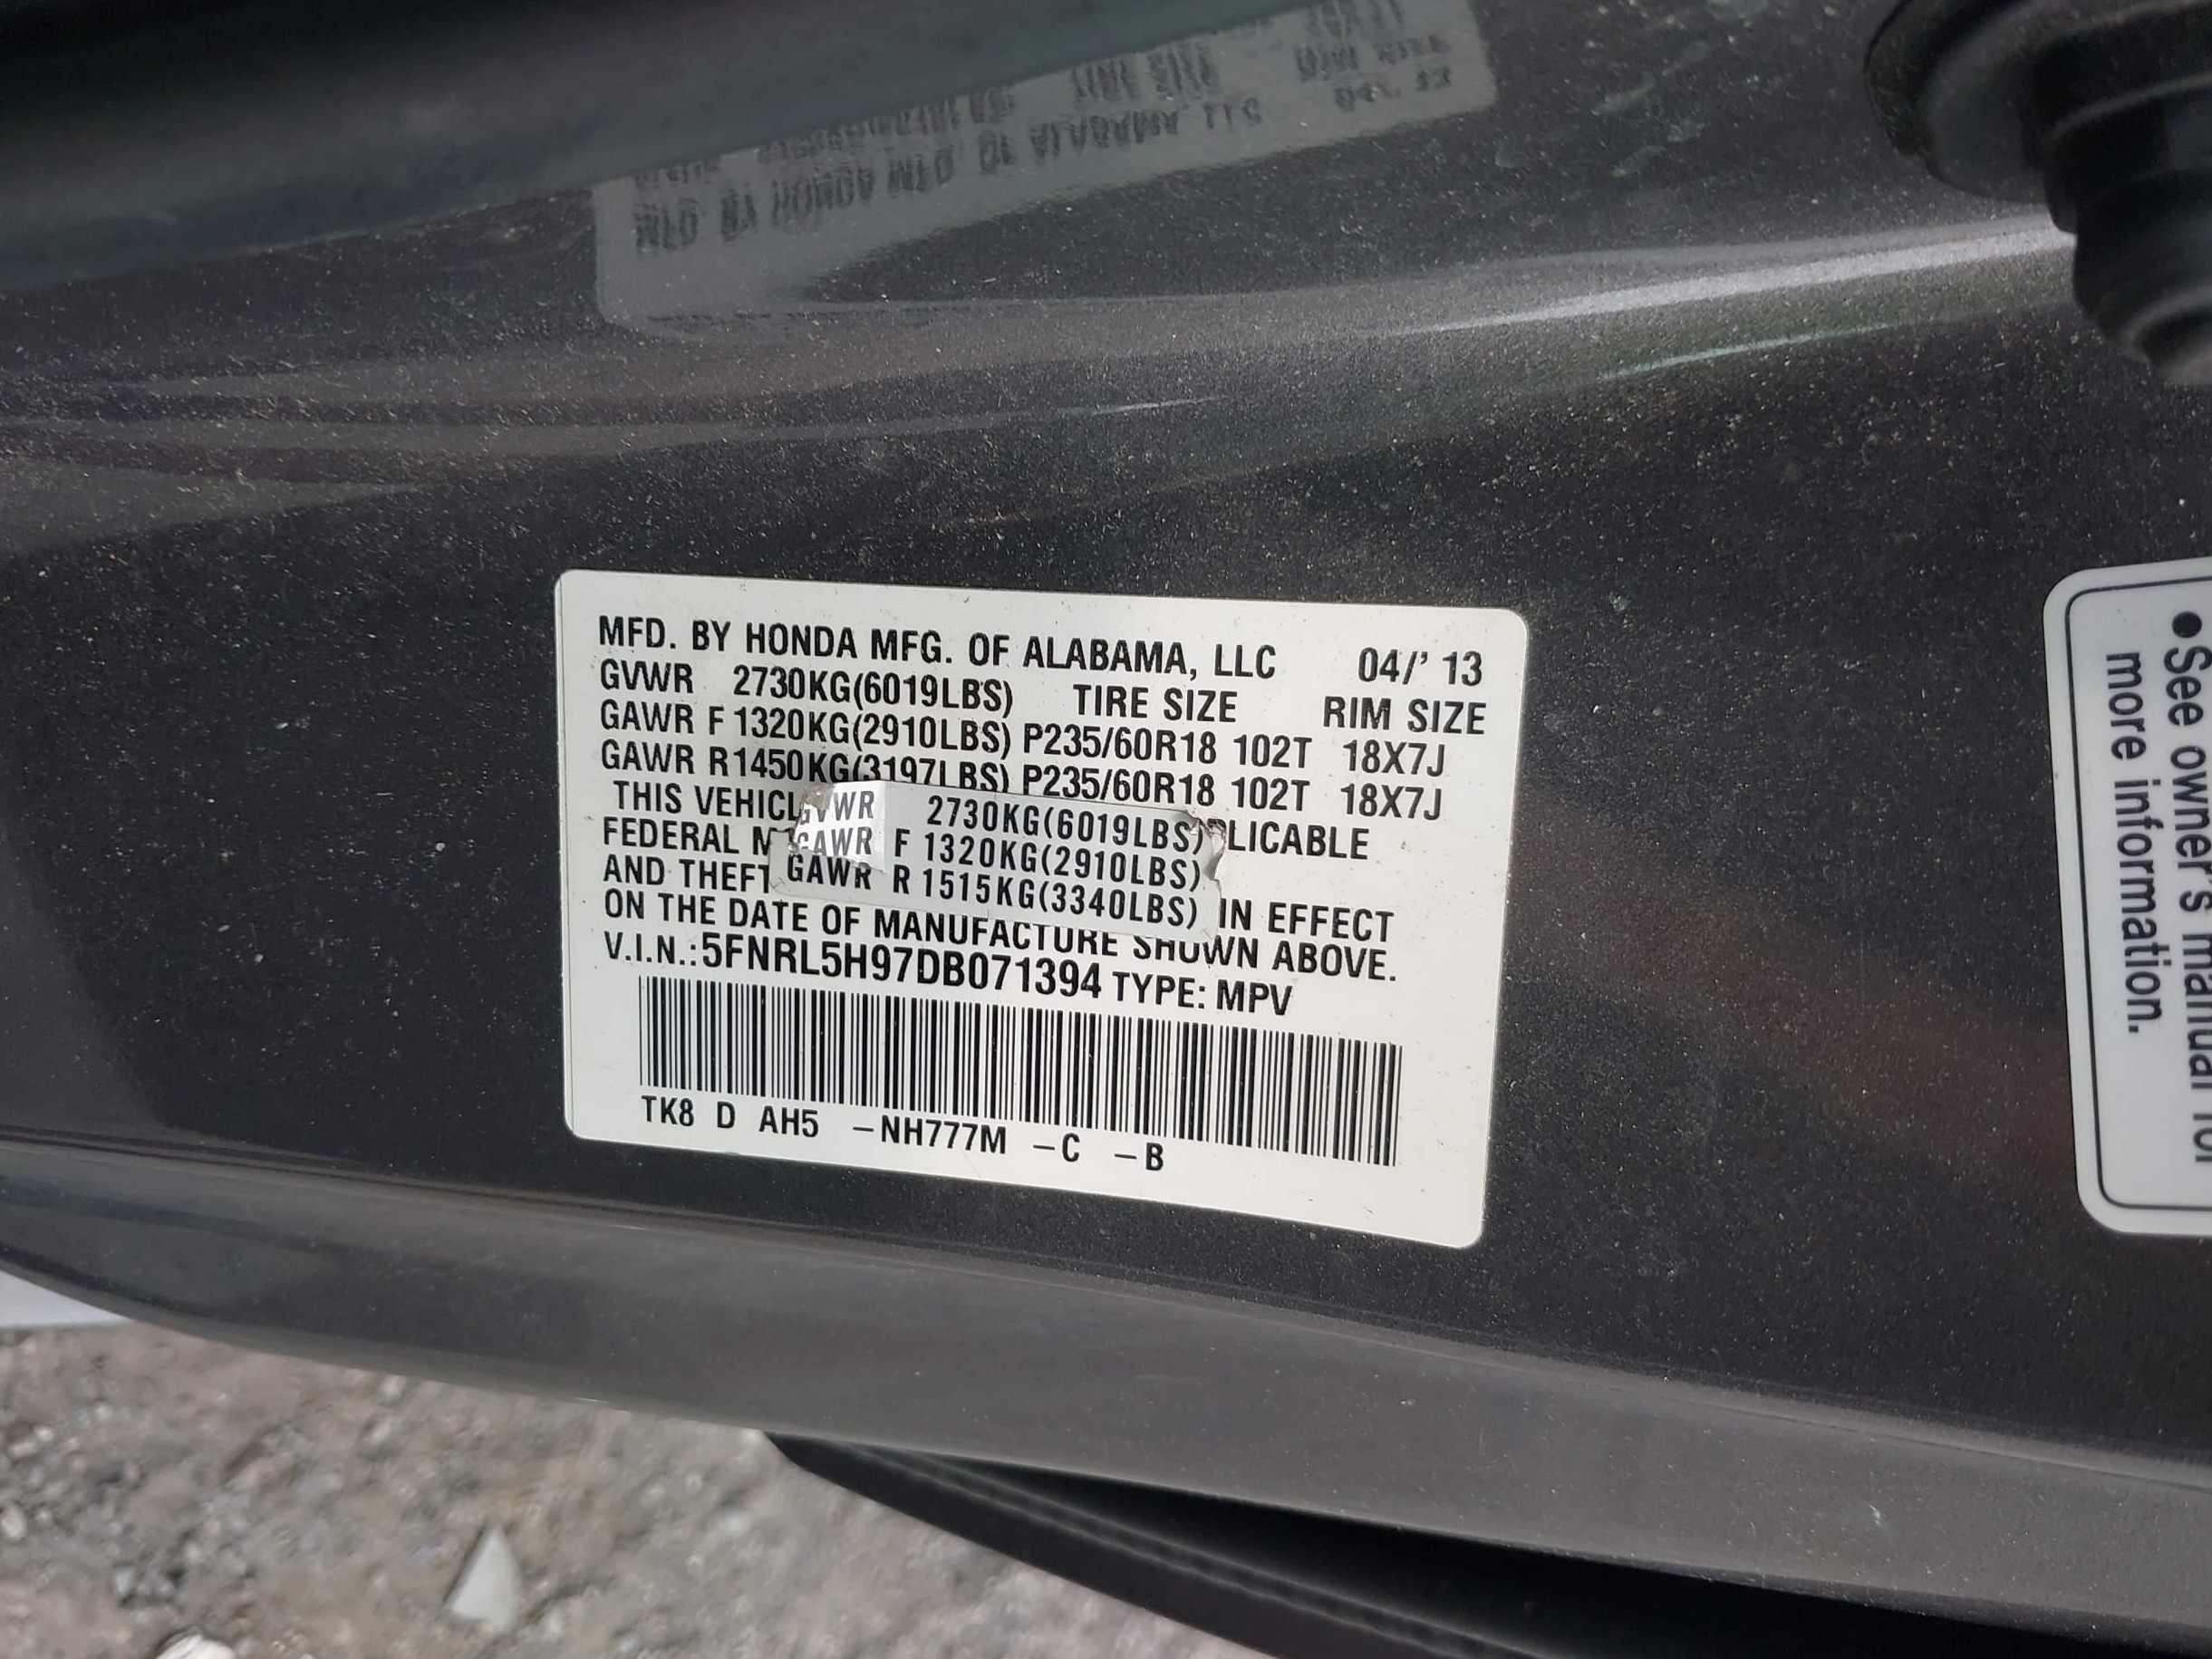 MFD. BY HONDA MFG. OF ALABAMA, LLC 04/' 13
GVWR 2730KG(6019LBS) TIRE SIZE RIM SIZE
GAWR F 1320KG(2910LBS) P235/60R18 102T 18X7J
GAWR R1450KG(3197LBS) P235/60R18 102T 18X7J
THIS
FEDERAL
AND THEFT IN EFFECT
ON THE DATE OF MANUFACTURE SHOWN ABOVE.
V.I.N.:5FNRL5H97DB071394 TYPE: MPV
TK8 D AH5 -NH777M -C -B
GVWR 2730KG(6019LBS)
GAWR F 1320KG(2910LBS)
GAWR R 1515KG(3340LBS)
●See owner's manual for
more information.